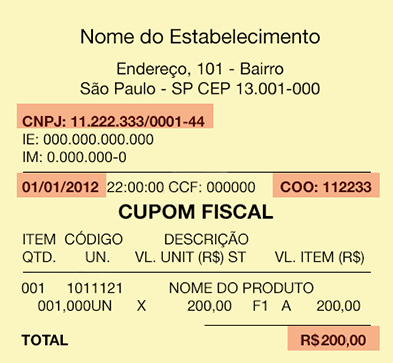 Nome do Estabelecimento
Endereço, 101 - Bairro
São Paulo - SP CEP 13.001-000
CNPJ: 11.222.333/0001-44
IE: 000.000.000.000
IM: 0.000.000-0
01/01/2012 22:00:00 CCF: 000000 COO: 112233
CUPOM FISCAL
ITEM CÓDIGO DESCRIÇÃO
QTD. UN. VL. UNIT (R$) ST VL. ITEM (R$)
001 1011121 NOME DO PRODUTO
001,000UN X 200,00 F1 A 200,00
TOTAL R$200,00